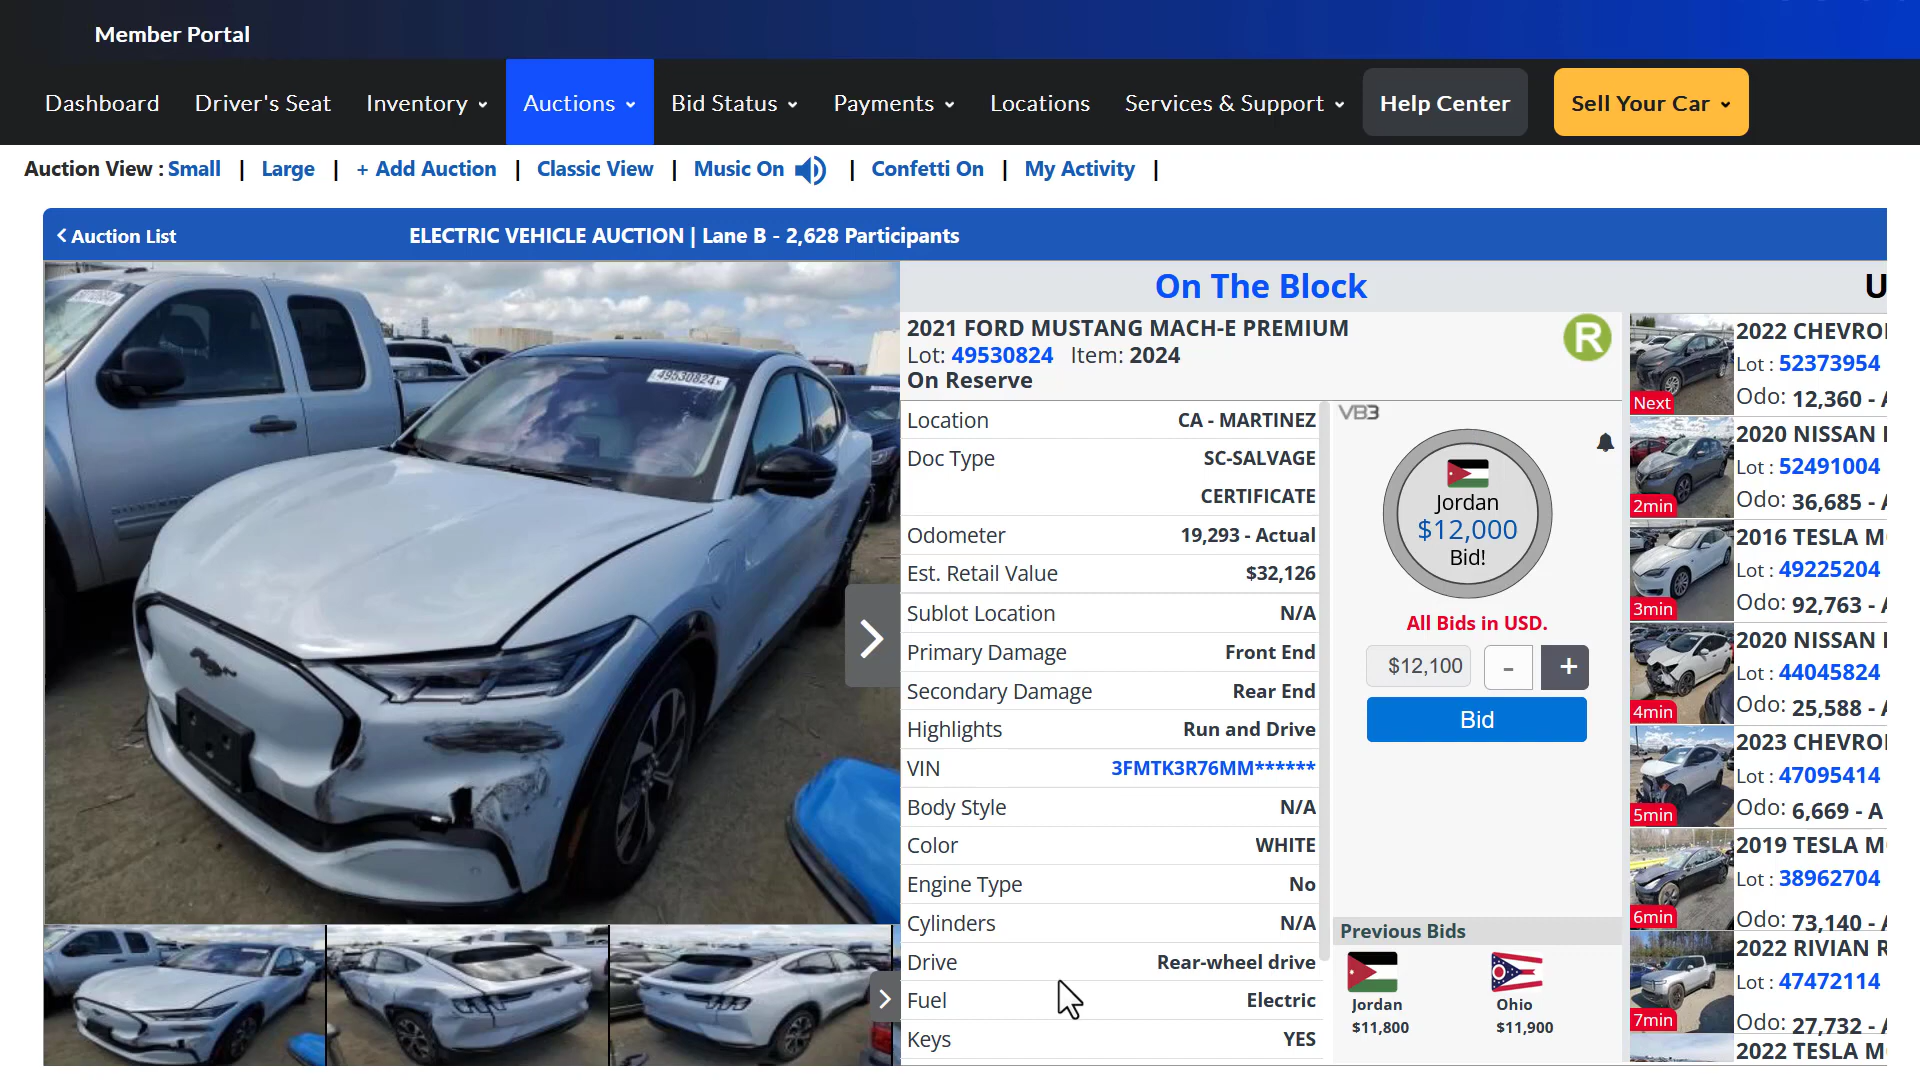 Member Portal
Dashboard Driver's Seat Inventory Auctions Bid Status Payments Locations Services & Support Help Center Sell Your Car
Auction View : Small | Large | + Add Auction | Classic View | Music On | Confetti On | My Activity |
Auction List ELECTRIC VEHICLE AUCTION | Lane B - 2,628 Participants
49530824
On The Block
2021 FORD MUSTANG MACH-E PREMIUM
R
Lot: 49530824 Item: 2024
On Reserve
Location CA - MARTINEZ
Doc Type SC-SALVAGE
CERTIFICATE
Odometer 19,293 - Actual
Est. Retail Value $32,126
Sublot Location N/A
Primary Damage Front End
Secondary Damage Rear End
Highlights Run and Drive
VIN 3FMTK3R76MM******
Body Style N/A
Color WHITE
Engine Type No
Cylinders N/A
Drive Rear-wheel drive
Fuel Electric
Keys YES
VB3
Jordan
$12,000
Bid!
All Bids in USD.
$12,100 - +
Bid
Previous Bids
Jordan Ohio
$11,800 $11,900
U
2022 CHEVROL
Lot : 52373954
Odo: 12,360 - A
Next
2020 NISSAN
Lot : 52491004
Odo: 36,685 - A
2min
2016 TESLA MO
Lot : 49225204
Odo: 92,763 - A
3min
2020 NISSAN
Lot : 44045824
Odo: 25,588 - A
4min
2023 CHEVROL
Lot : 47095414
Odo: 6,669 - A
5min
2019 TESLA MO
Lot : 38962704
Odo: 73,140 - A
6min
2022 RIVIAN R
Lot : 47472114
Odo: 27,732 - A
7min
2022 TESLA MO